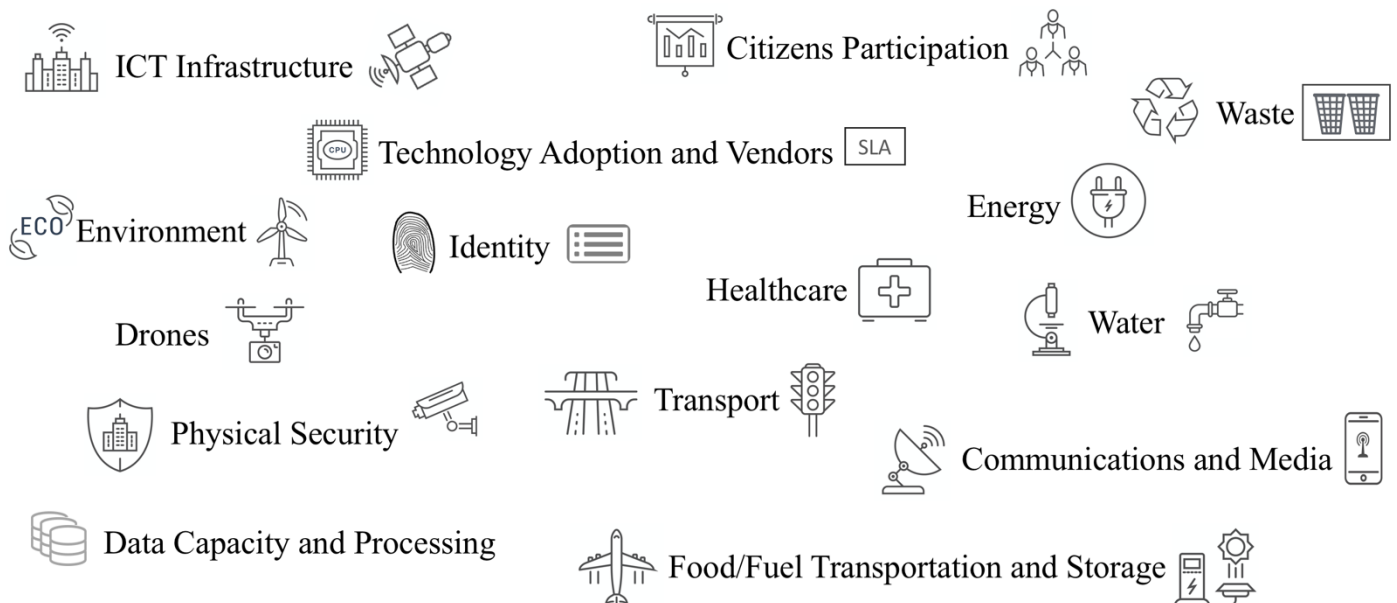 ICT Infrastructure
Citizens Participation
Waste
CPU
Technology Adoption and Vendors
SLA
Energy
ECO
Environment
Identity
Healthcare
Water
Drones
Transport
Physical Security
Communications and Media
Data Capacity and Processing
Food/Fuel Transportation and Storage